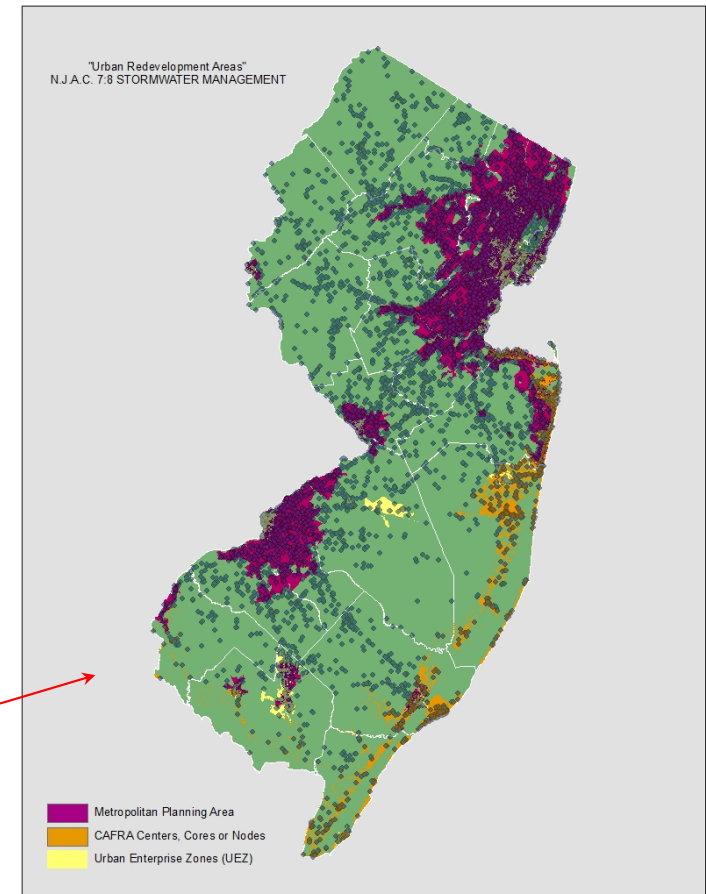 "Urban Redevelopment Areas"
N.J.A.C. 7:8 STORMWATER MANAGEMENT
Metropolitan Planning Area
CAFRA Centers, Cores or Nodes
Urban Enterprise Zones (UEZ)